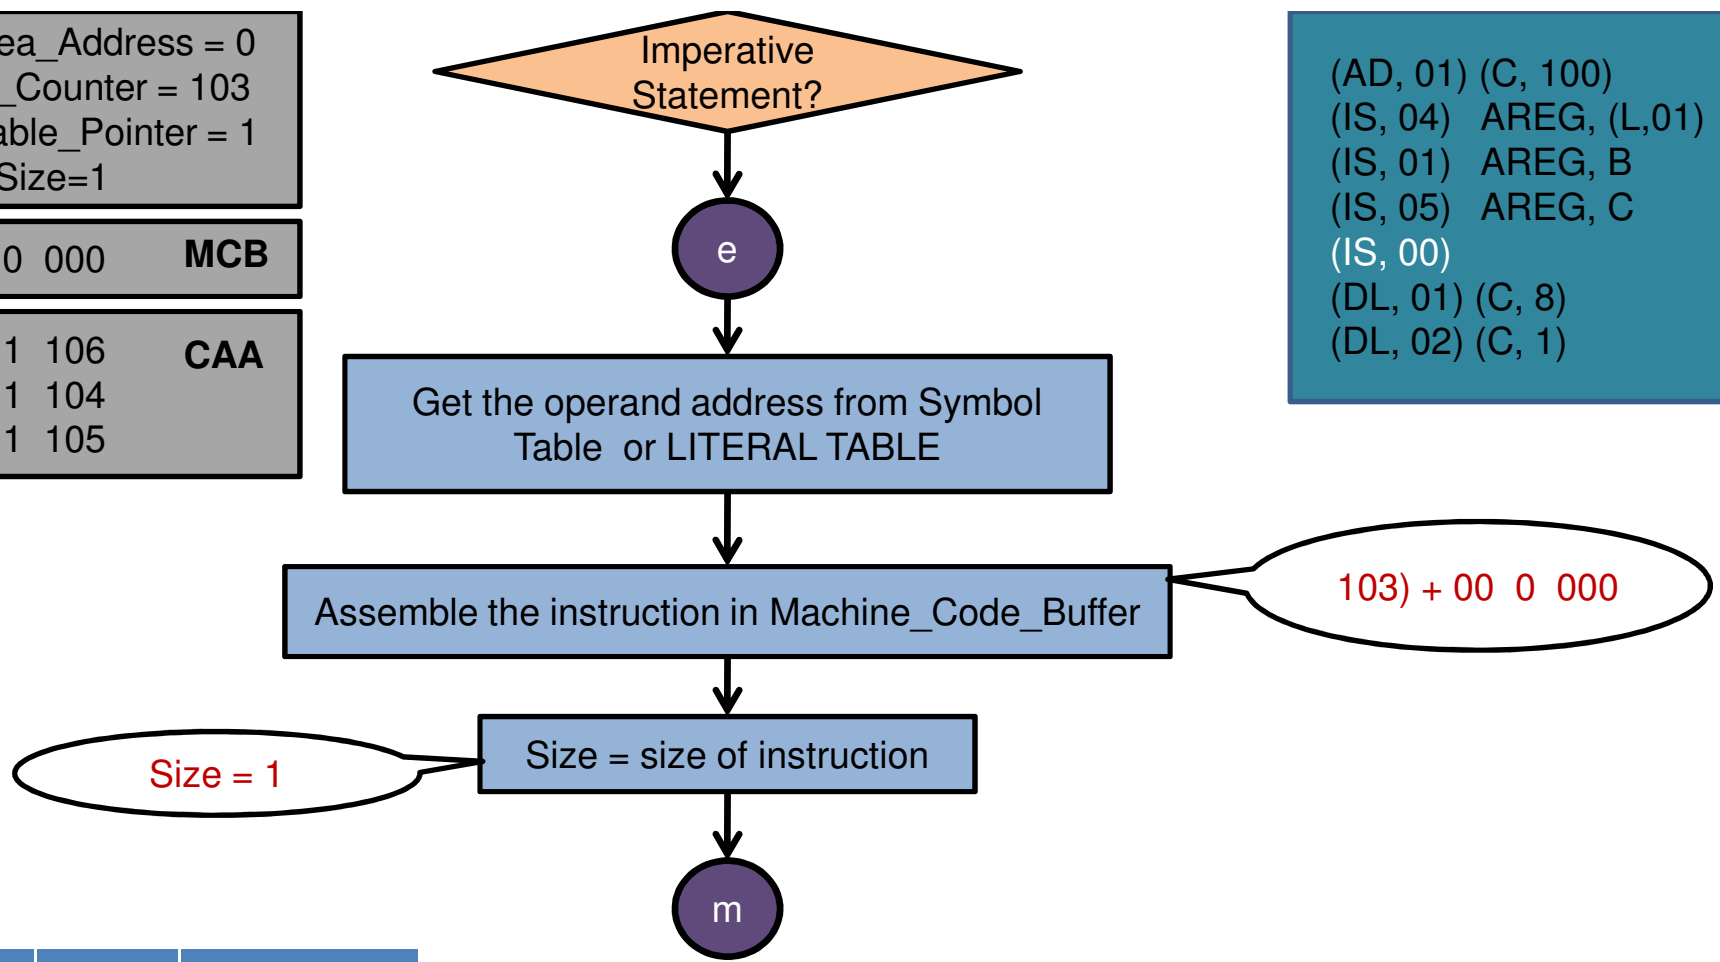 ea_Address = 0
_Counter = 103
able_Pointer = 1
Size=1
0 000 MCB
1 106 CAA
1 104
1 105
Imperative
Statement?
e
Get the operand address from Symbol
Table or LITERAL TABLE
Assemble the instruction in Machine_Code_Buffer
103) + 00 0 000
Size = size of instruction
Size = 1
m
(AD, 01) (C, 100)
(IS, 04) AREG, (L,01)
(IS, 01) AREG, B
(IS, 05) AREG, C
(IS, 00)
(DL, 01) (C, 8)
(DL, 02) (C, 1)